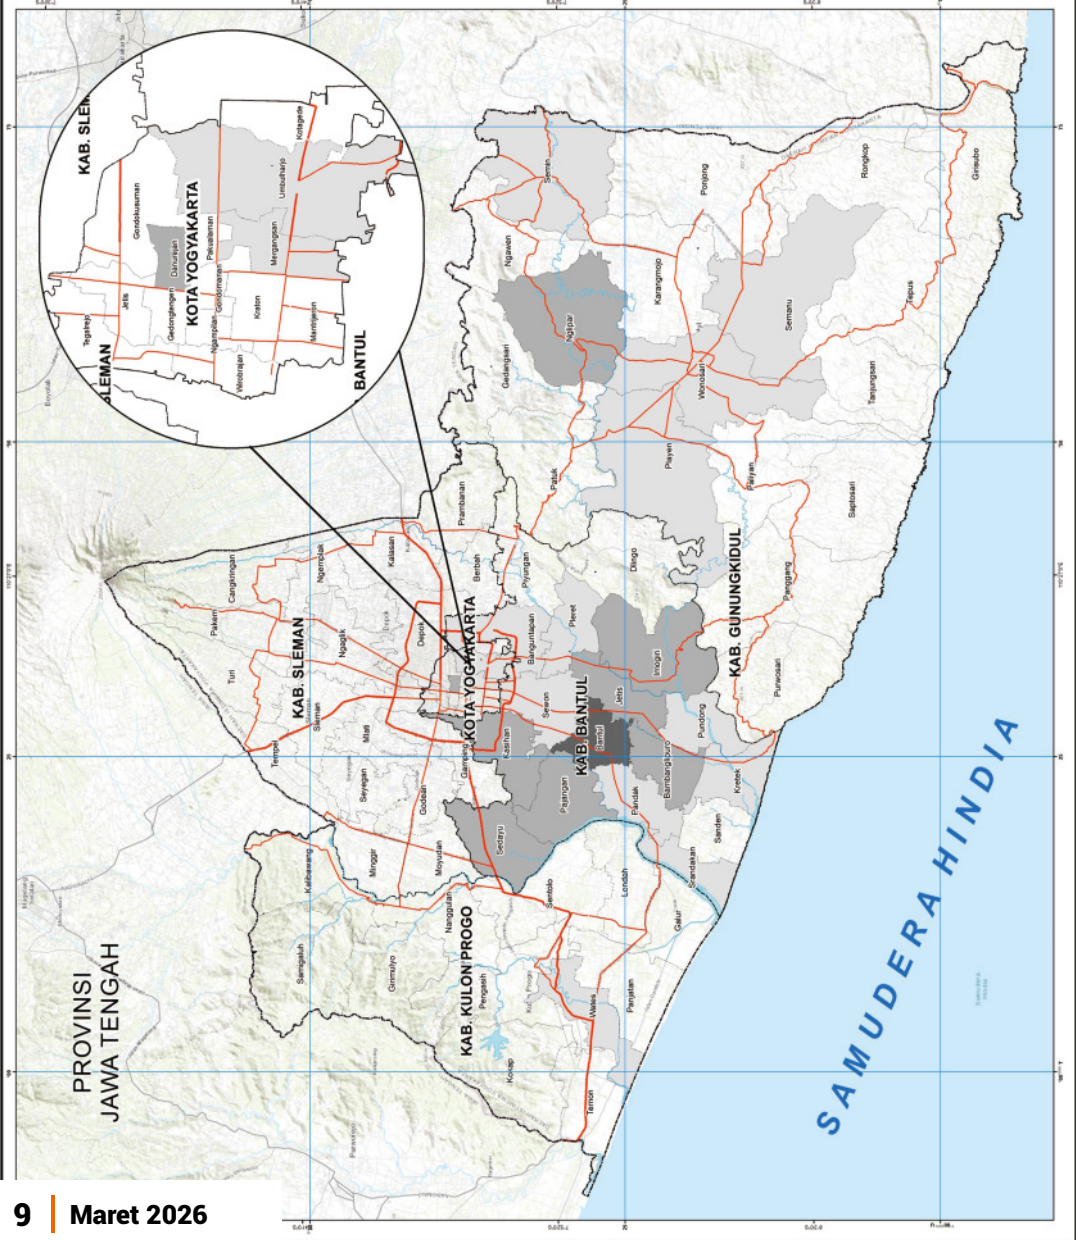 PROVINSI
JAWA TENGAH
KAB. SLEM
KOTA YOGYAKARTA
SLEMAN
BANTUL
Tegalrejo
Jetis
Gondokusuman
Danurejan
Gedongtengen
Pakualaman
Gondomanan
Ngampilan
Wirobrajan
Kraton
Mantrijeron
Mergangsan
Umbulharjo
Kotagede
KAB. SLEMAN
Tempel
Turi
Pakem
Cangkringan
Sleman
Ngaglik
Ngemplak
Mlati
Seyegan
Minggir
Moyudan
Godean
Gamping
Depok
Depok
Kalasan
Berbah
Prambanan
KOTA YOGYAKARTA
KAB. BANTUL
Sedayu
Kasihan
Pajangan
Sewon
Banguntapan
Piyungan
Pleret
Bantul
Jetis
Imogiri
Dlingo
Pandak
Bambanglipuro
Pundong
Kretek
Sanden
Srandakan
KAB. KULON PROGO
Kalibawang
Samigaluh
Girimulyo
Nanggulan
Pengasih
Kokap
Sentolo
Lendah
Galur
Panjatan
Wates
Temon
KAB. GUNUNGKIDUL
Gedangsari
Ngawen
Semin
Nglipar
Patuk
Karangmojo
Ponjong
Wonosari
Playen
Semanu
Paliyan
Panggang
Purwosari
Saptosari
Tanjungsari
Tepus
Rongkop
Girisubo
SAMUDERA HINDIA
9 Maret 2026